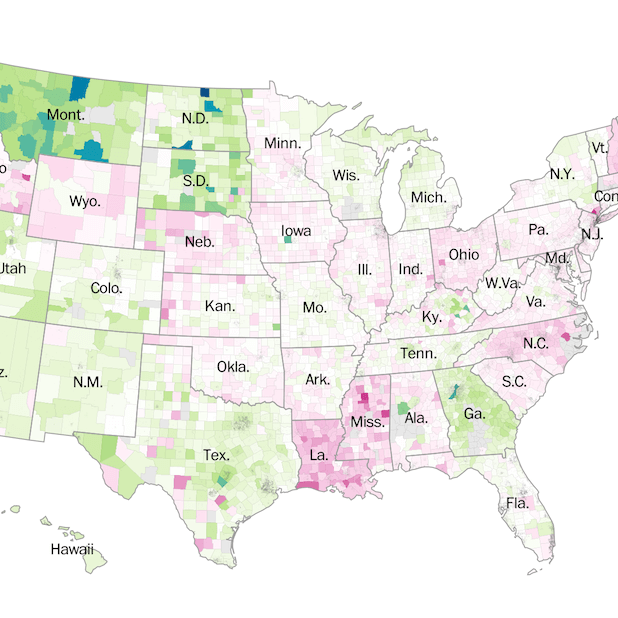 Mont.
N.D.
Minn.
Vt.
o
S.D.
Wis.
N.Y.
Wyo.
Mich.
Con
Neb.
Iowa
Pa.
N.J.
Utah
Ohio
Md.
Colo.
Ill.
Ind.
W.Va.
Kan.
Mo.
Ky.
Va.
N.C.
Tenn.
z.
N.M.
Okla.
Ark.
S.C.
Miss.
Ala.
Ga.
Tex.
La.
Fla.
Hawaii